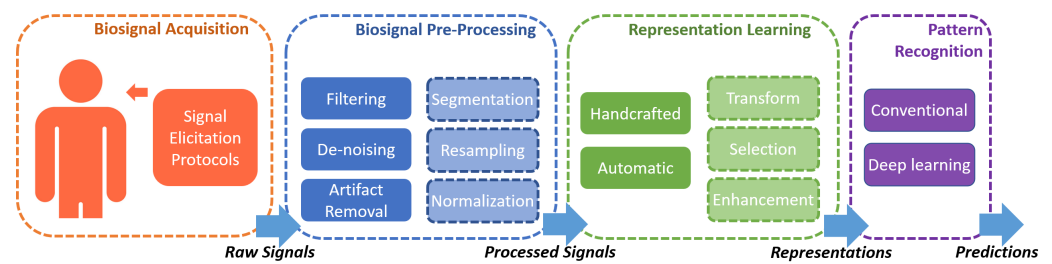 Biosignal Acquisition
Signal
Elicitation
Protocols
Raw Signals
Biosignal Pre-Processing
Filtering
De-noising
Artifact
Removal
Segmentation
Resampling
Normalization
Processed Signals
Representation Learning
Handcrafted
Automatic
Transform
Selection
Enhancement
Representations
Pattern
Recognition
Conventional
Deep learning
Predictions